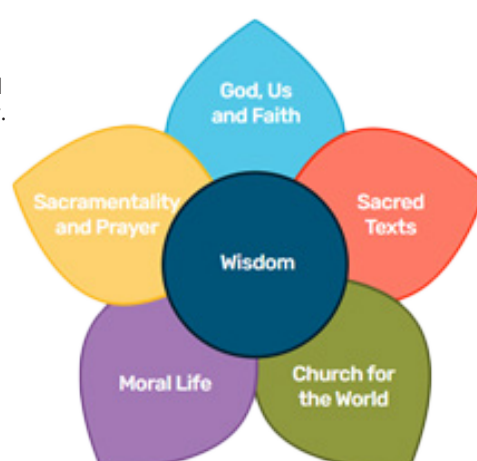 God, Us
and Faith
Sacramentality
and Prayer
Sacred
Texts
Wisdom
Moral Life
Church for
the World